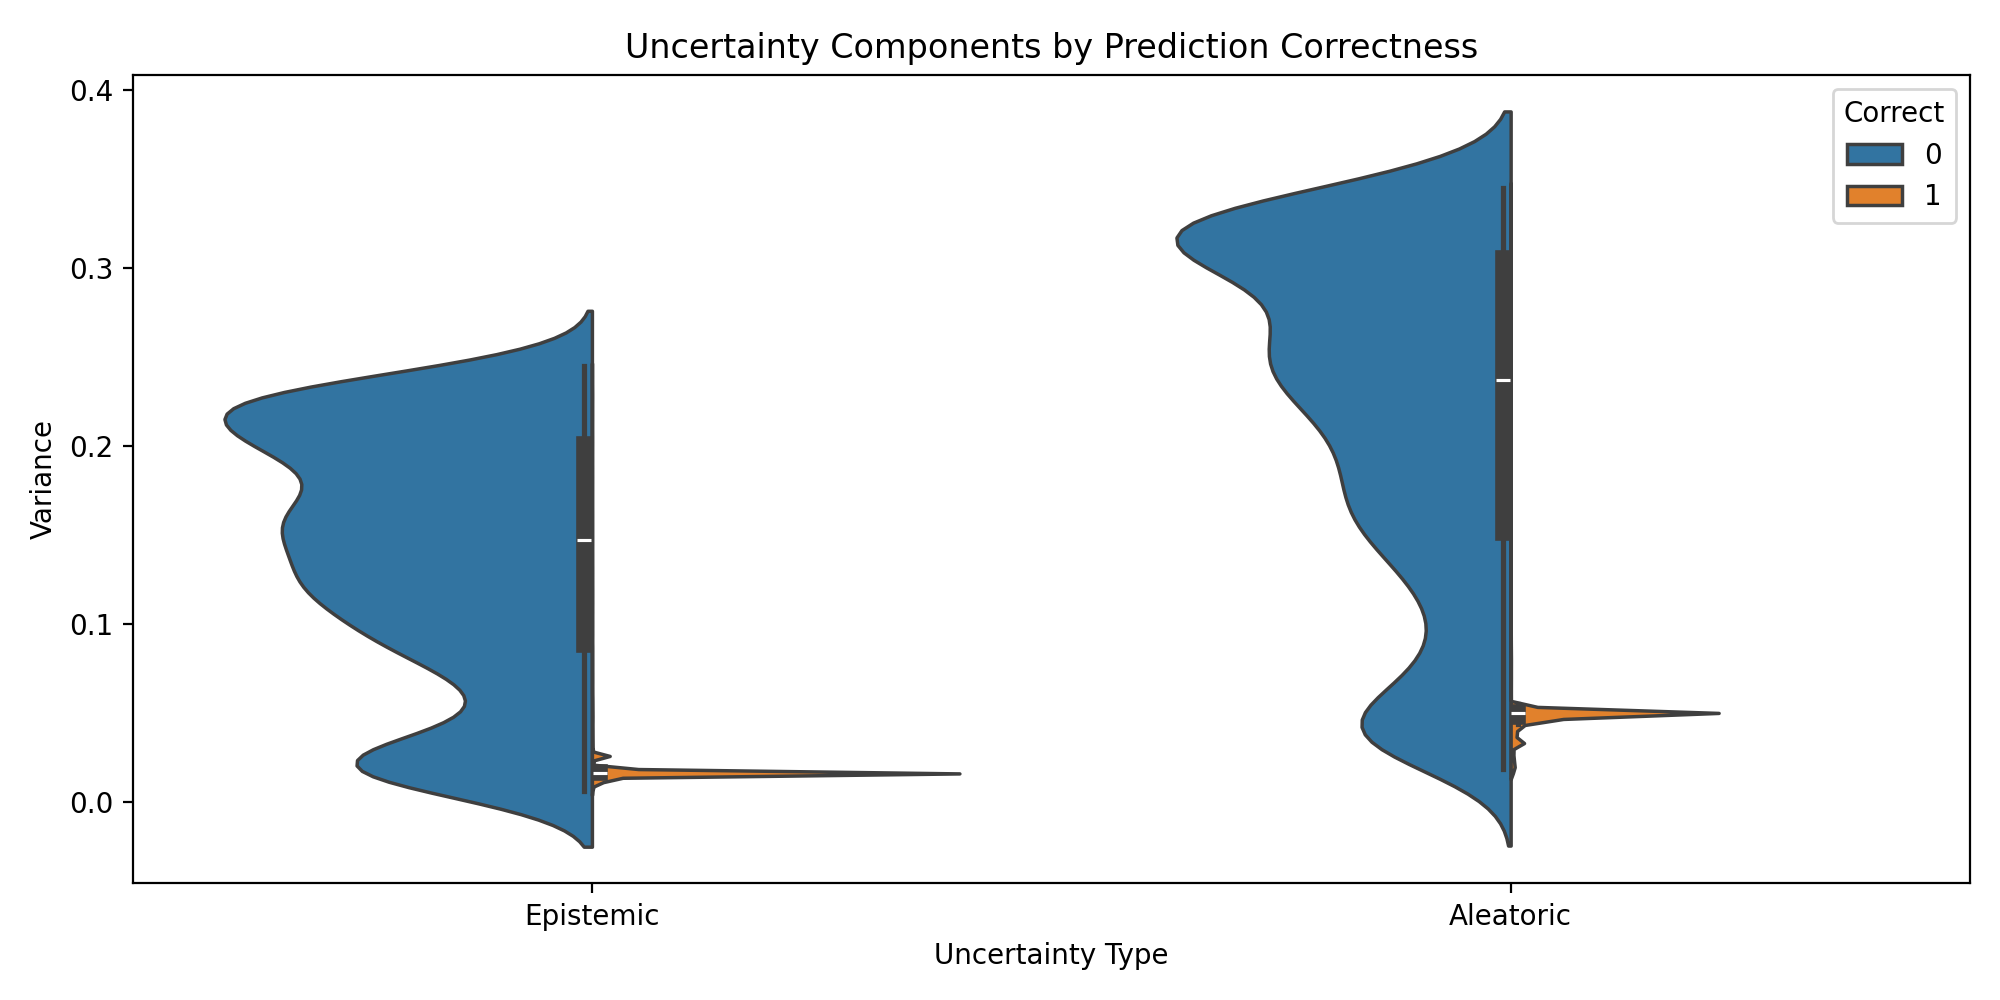 Uncertainty Components by Prediction Correctness
Correct
0
1
0.4
0.3
0.2
0.1
0.0
Variance
Epistemic
Aleatoric
Uncertainty Type